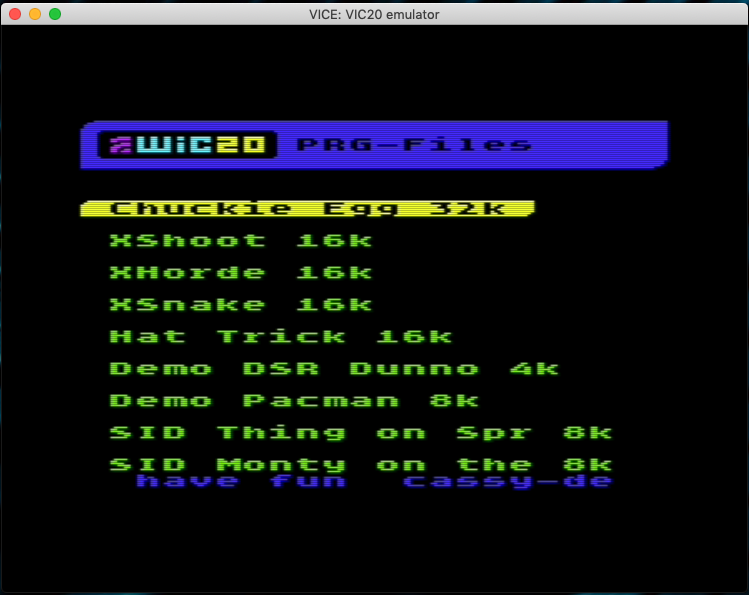 VICE: VIC20 emulator
WiC20 PRG-Files
Chuckie Egg 32k
XShoot 16k
XHorde 16k
XSnake 16k
Hat Trick 16k
Demo DSR Dunno 4k
Demo Pacman 8k
SID Thing on Spr 8k
SID Monty on the 8k
have fun cassy-de